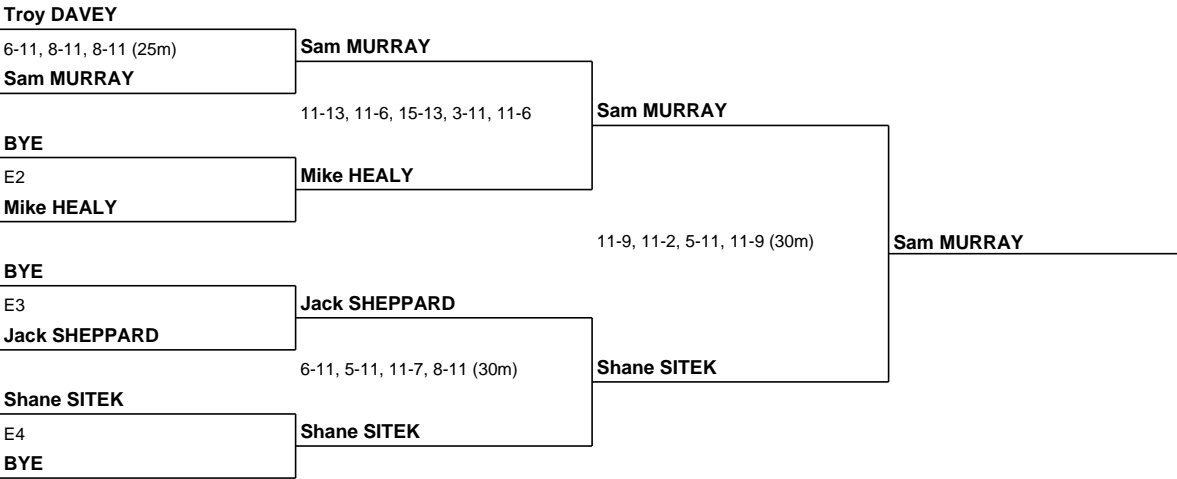 Troy DAVEY
6-11, 8-11, 8-11 (25m)
Sam MURRAY
Sam MURRAY
11-13, 11-6, 15-13, 3-11, 11-6
Sam MURRAY
BYE
E2
Mike HEALY
Mike HEALY
11-9, 11-2, 5-11, 11-9 (30m)
Sam MURRAY
BYE
E3
Jack SHEPPARD
Jack SHEPPARD
6-11, 5-11, 11-7, 8-11 (30m)
Shane SITEK
Shane SITEK
E4
BYE
Shane SITEK